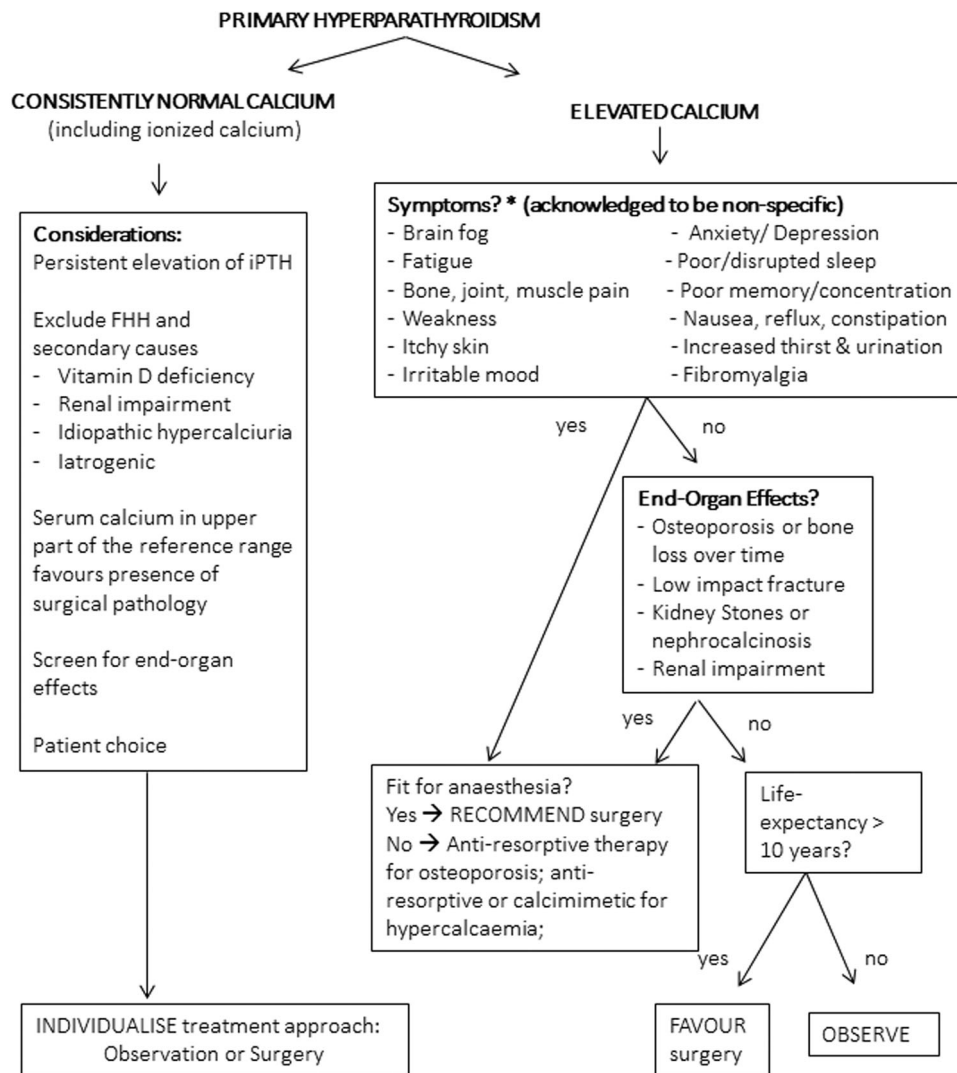 PRIMARY HYPERPARATHYROIDISM
CONSISTENTLY NORMAL CALCIUM
(including ionized calcium)
Considerations:
Persistent elevation of iPTH
Exclude FHH and
secondary causes
- Vitamin D deficiency
- Renal impairment
- Idiopathic hypercalciuria
- Iatrogenic
Serum calcium in upper
part of the reference range
favours presence of
surgical pathology
Screen for end-organ
effects
Patient choice
INDIVIDUALISE treatment approach:
Observation or Surgery
ELEVATED CALCIUM
Symptoms? * (acknowledged to be non-specific)
- Brain fog
- Fatigue
- Bone, joint, muscle pain
- Weakness
- Itchy skin
- Irritable mood
- Anxiety/ Depression
- Poor/disrupted sleep
- Poor memory/concentration
- Nausea, reflux, constipation
- Increased thirst & urination
- Fibromyalgia
yes
no
End-Organ Effects?
- Osteoporosis or bone
loss over time
- Low impact fracture
- Kidney Stones or
nephrocalcinosis
- Renal impairment
yes
no
Fit for anaesthesia?
Yes → RECOMMEND surgery
No → Anti-resorptive therapy
for osteoporosis; anti-
resorptive or calcimimetic for
hypercalcaemia;
Life-
expectancy >
10 years?
yes
no
FAVOUR
surgery
OBSERVE